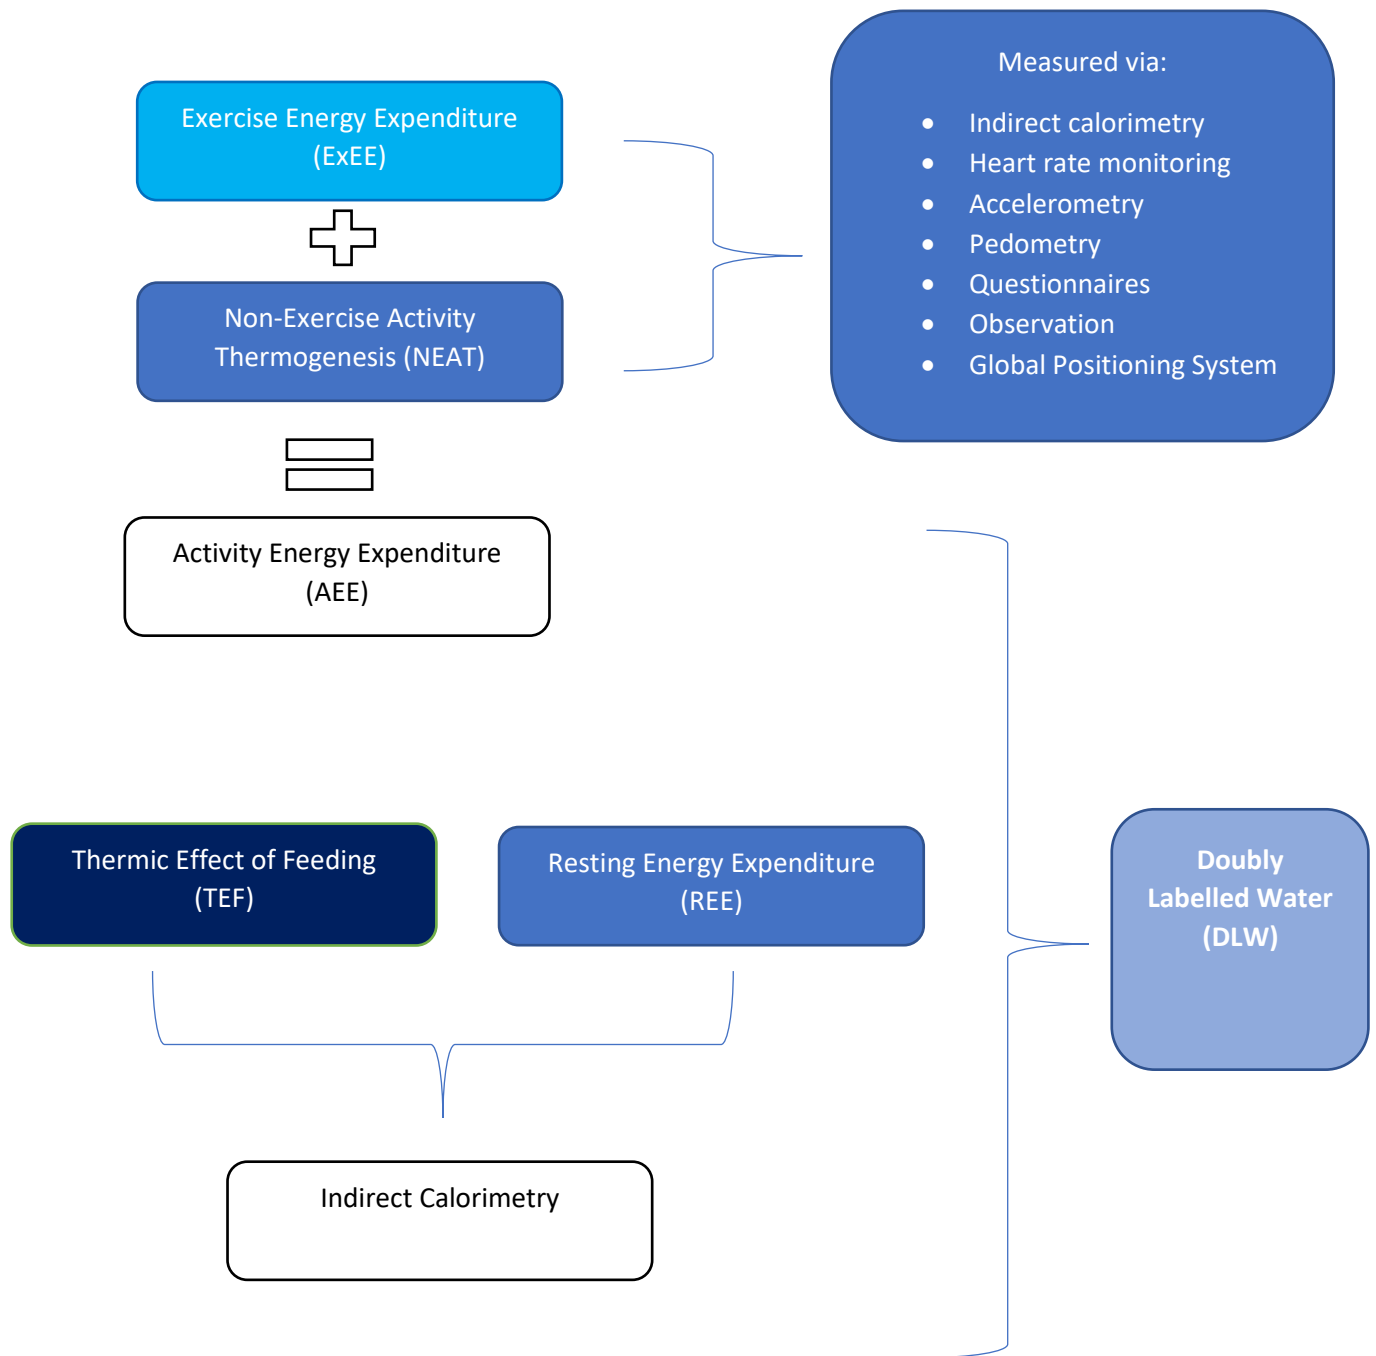 Exercise Energy Expenditure
(ExEE)
Non-Exercise Activity
Thermogenesis (NEAT)
Activity Energy Expenditure
(AEE)
Measured via:
• Indirect calorimetry
• Heart rate monitoring
• Accelerometry
• Pedometry
• Questionnaires
• Observation
• Global Positioning System
Thermic Effect of Feeding
(TEF)
Resting Energy Expenditure
(REE)
Indirect Calorimetry
Doubly
Labelled Water
(DLW)